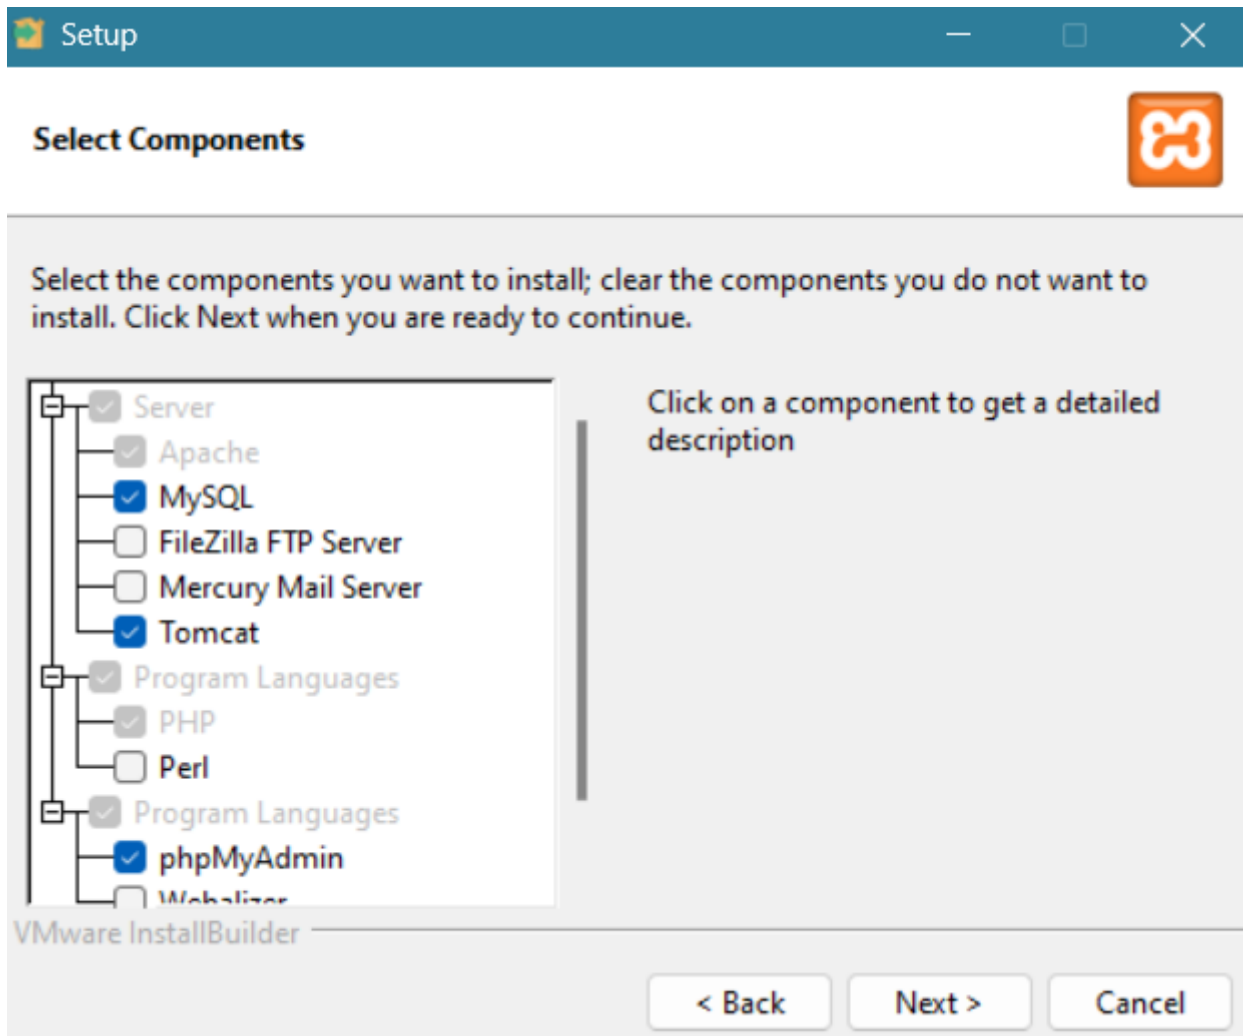 Setup
Select Components
Select the components you want to install; clear the components you do not want to
install. Click Next when you are ready to continue.
Server
Apache
MySQL
FileZilla FTP Server
Mercury Mail Server
Tomcat
Program Languages
PHP
Perl
Program Languages
phpMyAdmin
Webalizer
Click on a component to get a detailed
description
VMware InstallBuilder
< Back
Next >
Cancel